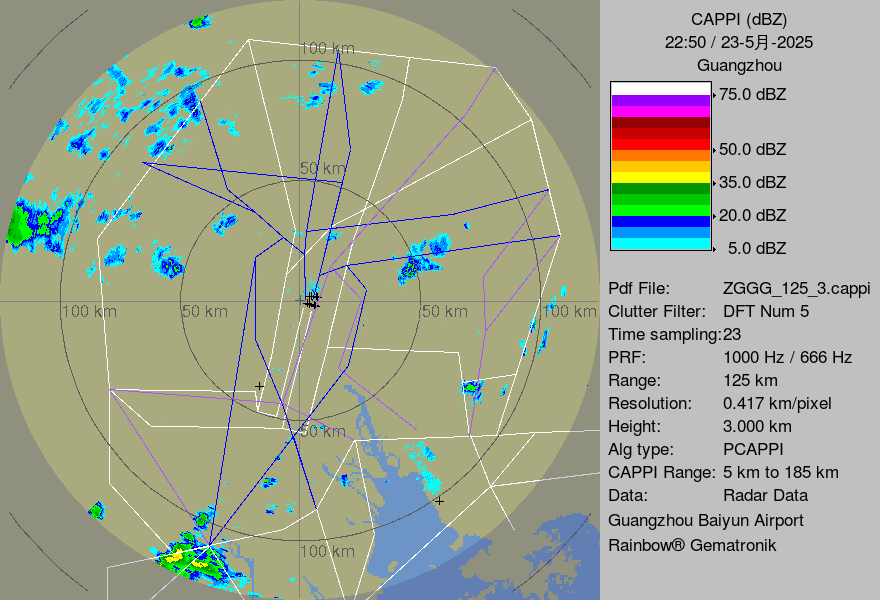 CAPPI (dBZ)
22:50 / 23-5月-2025
Guangzhou
75.0 dBZ
50.0 dBZ
35.0 dBZ
20.0 dBZ
5.0 dBZ
100 km
50 km
100 km
50 km
50 km
100 km
50 km
100 km
Pdf File: ZGGG_125_3.cappi
Clutter Filter: DFT Num 5
Time sampling:23
PRF: 1000 Hz / 666 Hz
Range: 125 km
Resolution: 0.417 km/pixel
Height: 3.000 km
Alg type: PCAPPI
CAPPI Range: 5 km to 185 km
Data: Radar Data
Guangzhou Baiyun Airport
Rainbow® Gematronik